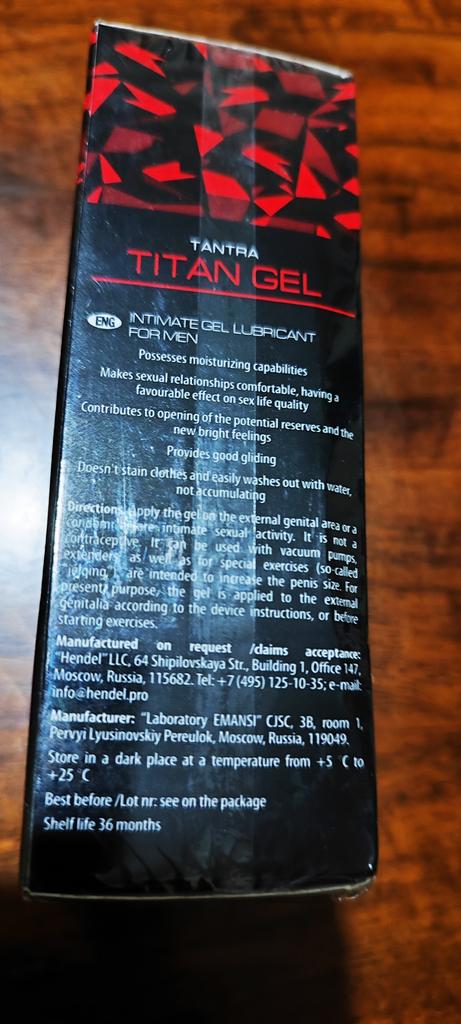 TANTRA
TITAN GEL
ENG INTIMATE GEL LUBRICANT
FOR MEN
Possesses moisturizing capabilities
Makes sexual relationships comfortable, having a
favourable effect on sex life quality
Contributes to opening of the potential reserves and the
new bright feelings
Provides good gliding
Doesn't stain clothes and easily washes out with water,
not accumulating
Directions: Apply the gel on the external genital area or a
condom before intimate sexual activity. It is not a
contraceptive. It can be used with vacuum pumps,
extenders, as well as for special exercises (so-called
"jelqing") are intended to increase the penis size. For
present purpose, the gel is applied to the external
genitalia according to the device instructions, or before
starting exercises.
Manufactured on request /claims acceptance:
"Hendel" LLC, 64 Shipilovskaya Str., Building 1, Office 147,
Moscow, Russia, 115682. Tel: +7 (495) 125-10-35; e-mail:
info@hendel.pro
Manufacturer: "Laboratory EMANSI" CJSC, 3B, room 1,
Pervyi Lyusinovskiy Pereulok, Moscow, Russia, 119049.
Store in a dark place at a temperature from +5 °C to
+25 °C
Best before /Lot nr: see on the package
Shelf life 36 months